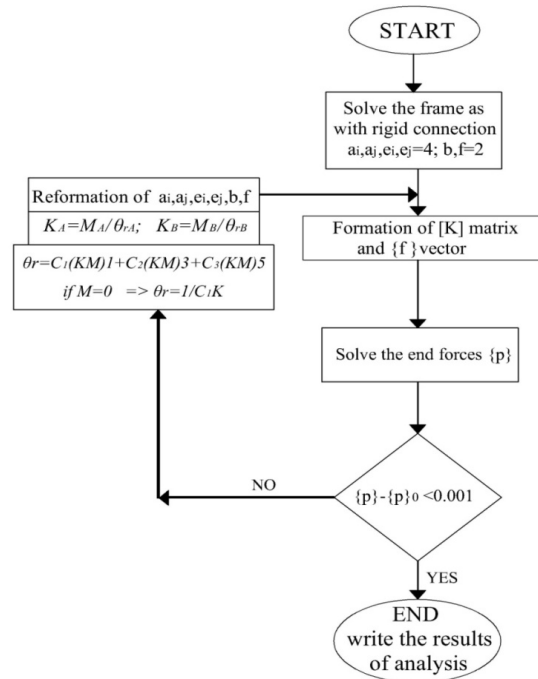 START
Solve the frame as
with rigid connection
ai,aj,ei,ej=4; b,f=2
Reformation of ai,aj,ei,ej,b,f
KA=MA/θrA; KB=MB/θrB
θr=C1(KM)1+C2(KM)3+C3(KM)5
if M=0 => θr=1/C1K
Formation of [K] matrix
and {f }vector
Solve the end forces {p}
{p}-{p}0 <0.001
NO
YES
END
write the results
of analysis